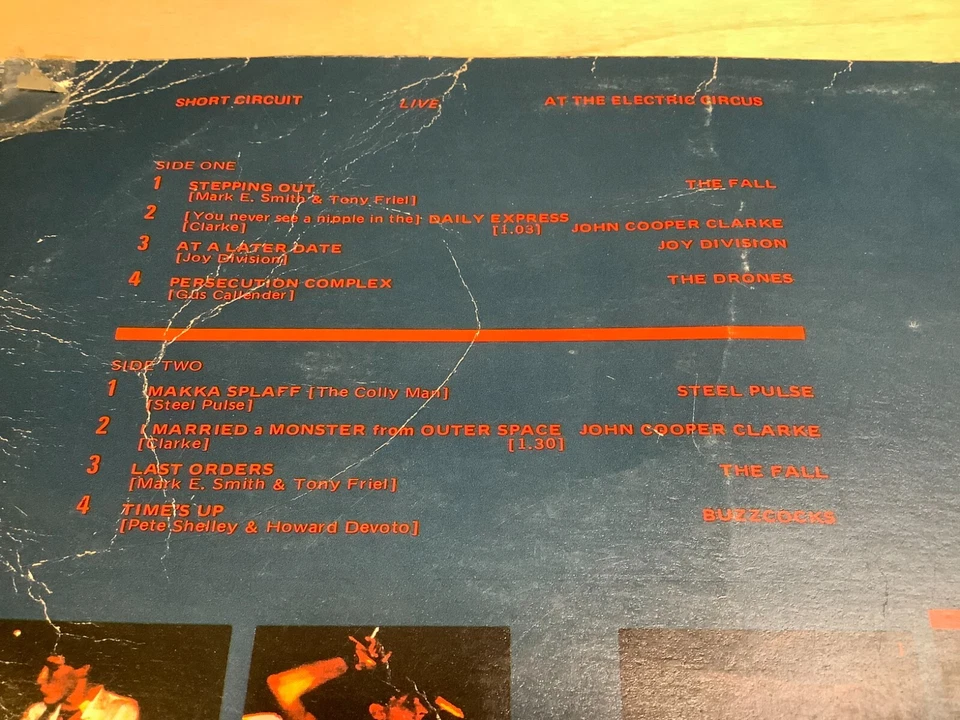 SHORT CIRCUIT LIVE AT THE ELECTRIC CIRCUS
SIDE ONE
1 STEPPING OUT THE FALL
[Mark E. Smith & Tony Friel]
2 [You never see a nipple in the] DAILY EXPRESS
[Clarke] [1.03] JOHN COOPER CLARKE
3 AT A LATER DATE JOY DIVISION
[Joy Division]
4 PERSECUTION COMPLEX THE DRONES
[Gus Callender]
SIDE TWO
1 MAKKA SPLAFF [The Colly Man] STEEL PULSE
[Steel Pulse]
2 I MARRIED a MONSTER from OUTER SPACE JOHN COOPER CLARKE
[Clarke] [1.30]
3 LAST ORDERS THE FALL
[Mark E. Smith & Tony Friel]
4 TIME'S UP BUZZCOCKS
[Pete Shelley & Howard Devoto]